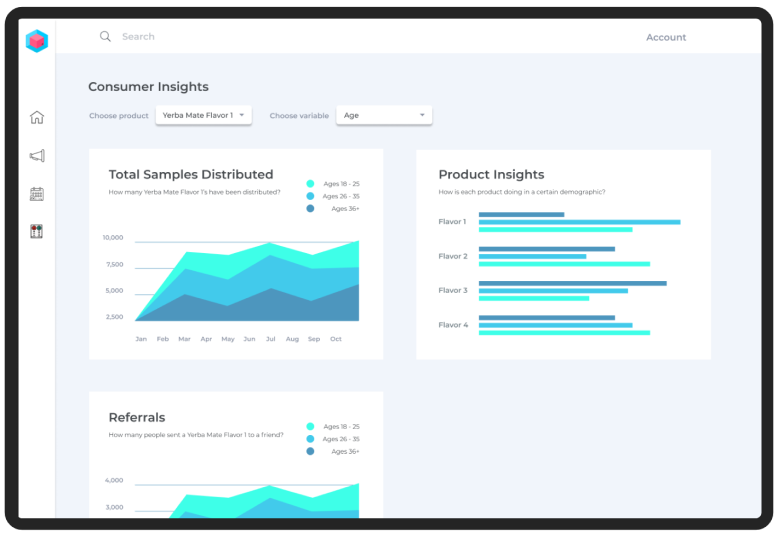 Search
Account
Consumer Insights
Choose product
Yerba Mate Flavor 1
Choose variable
Age
Total Samples Distributed
How many Yerba Mate Flavor 1's have been distributed?
Ages 18 - 25
Ages 26 - 35
Ages 36+
10,000
7,500
5,000
2,500
Jan Feb Mar Apr May Jun Jul Aug Sep Oct
Product Insights
How is each product doing in a certain demographic?
Flavor 1
Flavor 2
Flavor 3
Flavor 4
Referrals
How many people sent a Yerba Mate Flavor 1 to a friend?
Ages 18 - 25
Ages 26 - 35
Ages 36+
4,000
3,000